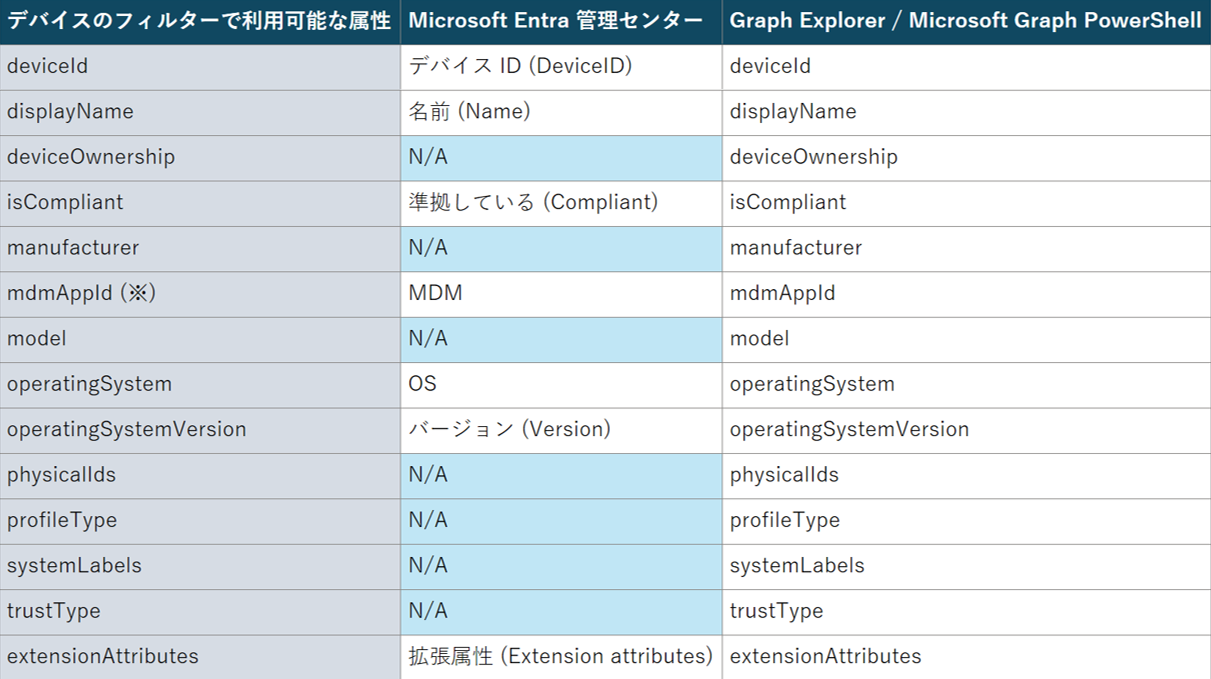 デバイスのフィルターで利用可能な属性 Microsoft Entra 管理センター Graph Explorer / Microsoft Graph PowerShell
deviceId デバイス ID (DeviceID) deviceId
displayName 名前 (Name) displayName
deviceOwnership N/A deviceOwnership
isCompliant 準拠している (Compliant) isCompliant
manufacturer N/A manufacturer
mdmAppId (※) MDM mdmAppId
model N/A model
operatingSystem OS operatingSystem
operatingSystemVersion バージョン (Version) operatingSystemVersion
physicalIds N/A physicalIds
profileType N/A profileType
systemLabels N/A systemLabels
trustType N/A trustType
extensionAttributes 拡張属性 (Extension attributes) extensionAttributes